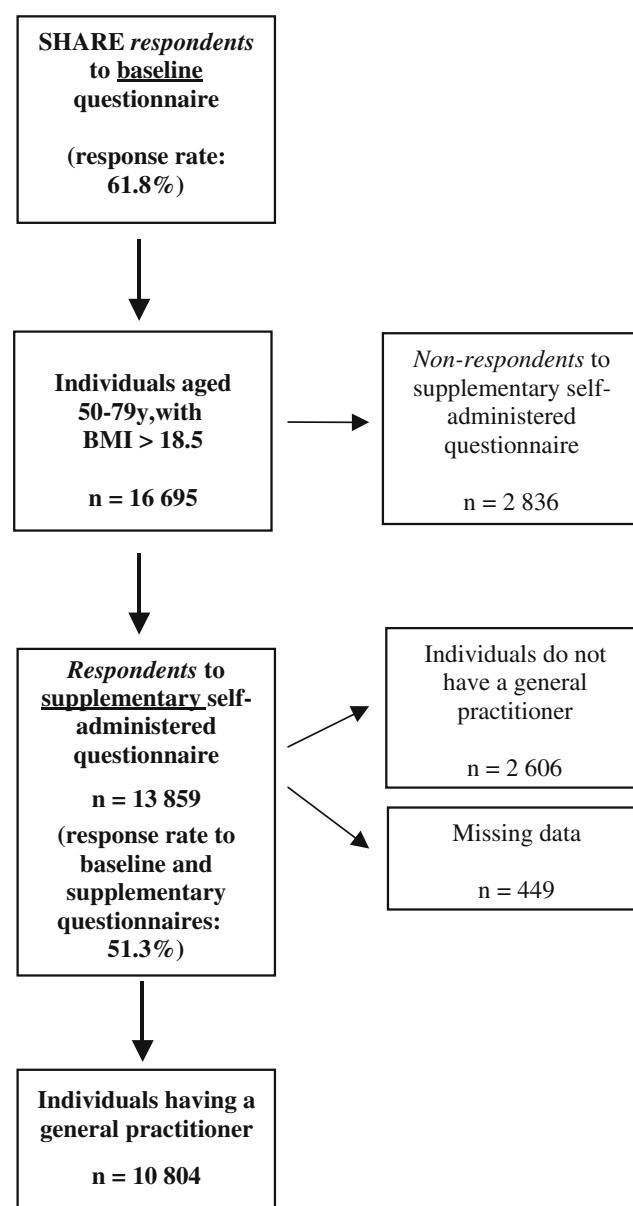 SHARE respondents
to baseline
questionnaire
(response rate:
61.8%)
Individuals aged
50-79y,with
BMI > 18.5
n = 16 695
Non-respondents to
supplementary self-
administered
questionnaire
n = 2 836
Respondents to
supplementary self-
administered
questionnaire
n = 13 859
(response rate to
baseline and
supplementary
questionnaires:
51.3%)
Individuals do not
have a general
practitioner
n = 2 606
Missing data
n = 449
Individuals having a
general practitioner
n = 10 804